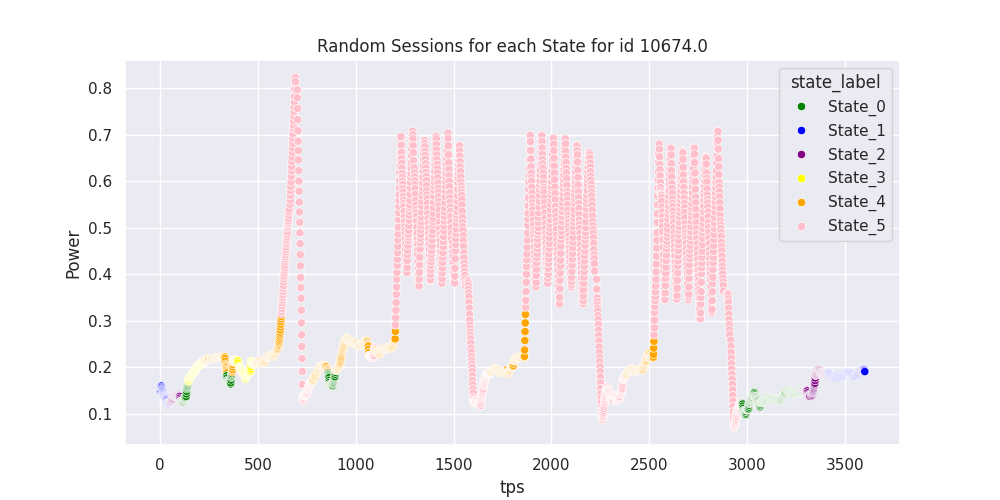 Random Sessions for each State for id 10674.0
Power
0.8
0.7
0.6
0.5
0.4
0.3
0.2
0.1
state_label
State_0
State_1
State_2
State_3
State_4
State_5
0 500 1000 1500 2000 2500 3000 3500
tps